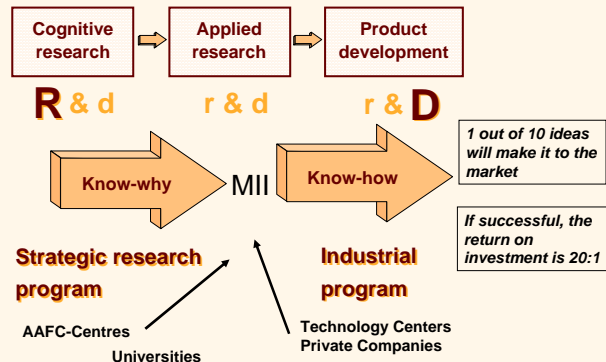 Cognitive
research
Applied
research
Product
development
R & d
r & d
r & D
Know-why
MII
Know-how
1 out of 10 ideas
will make it to the
market
If successful, the
return on
investment is 20:1
Strategic research
program
Industrial
program
AAFC-Centres
Universities
Technology Centers
Private Companies